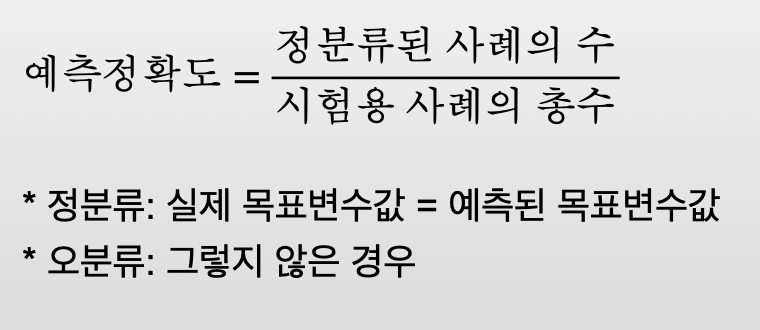 예측정확도 = 정분류된 사례의 수 / 시험용 사례의 총수
* 정분류: 실제 목표변수값 = 예측된 목표변수값
* 오분류: 그렇지 않은 경우